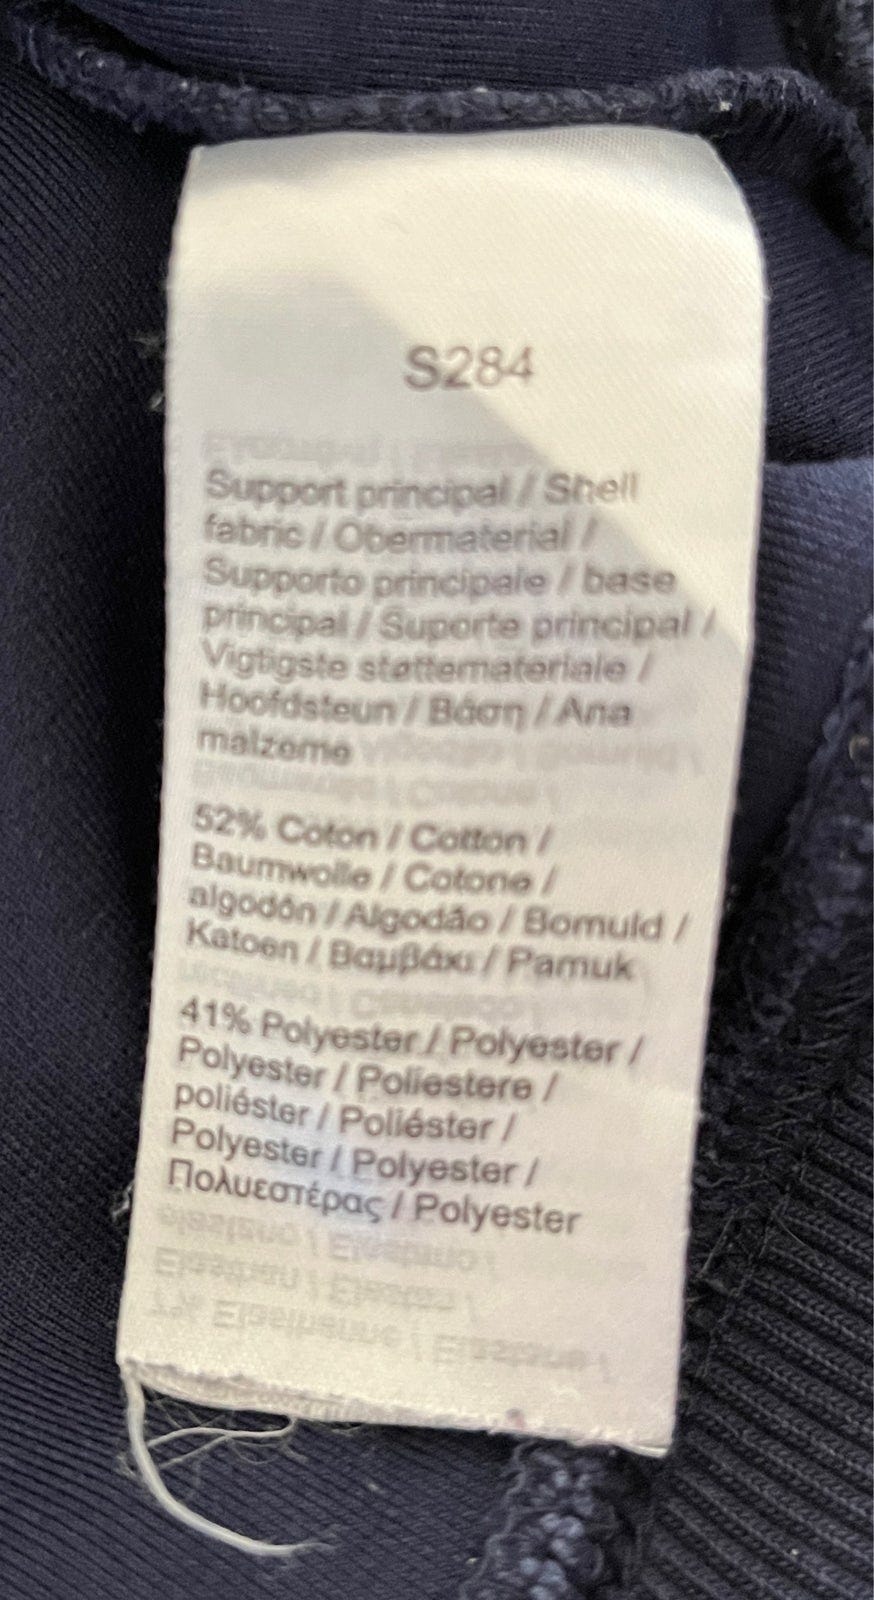 S284
Support principal / Shell
fabric / Obermaterial /
Supporto principale / base
principal / Suporte principal /
Vigtigste støttemateriale /
Hoofdsteun / Βάση / Ana
malzeme
52% Coton / Cotton /
Baumwolle / Cotone /
algodón / Algodão / Bomuld /
Katoen / Βαμβάκι / Pamuk
41% Polyester / Polyester /
Polyester / Poliestere /
poliéster / Poliéster /
Polyester / Polyester /
Πολυεστέρας / Polyester